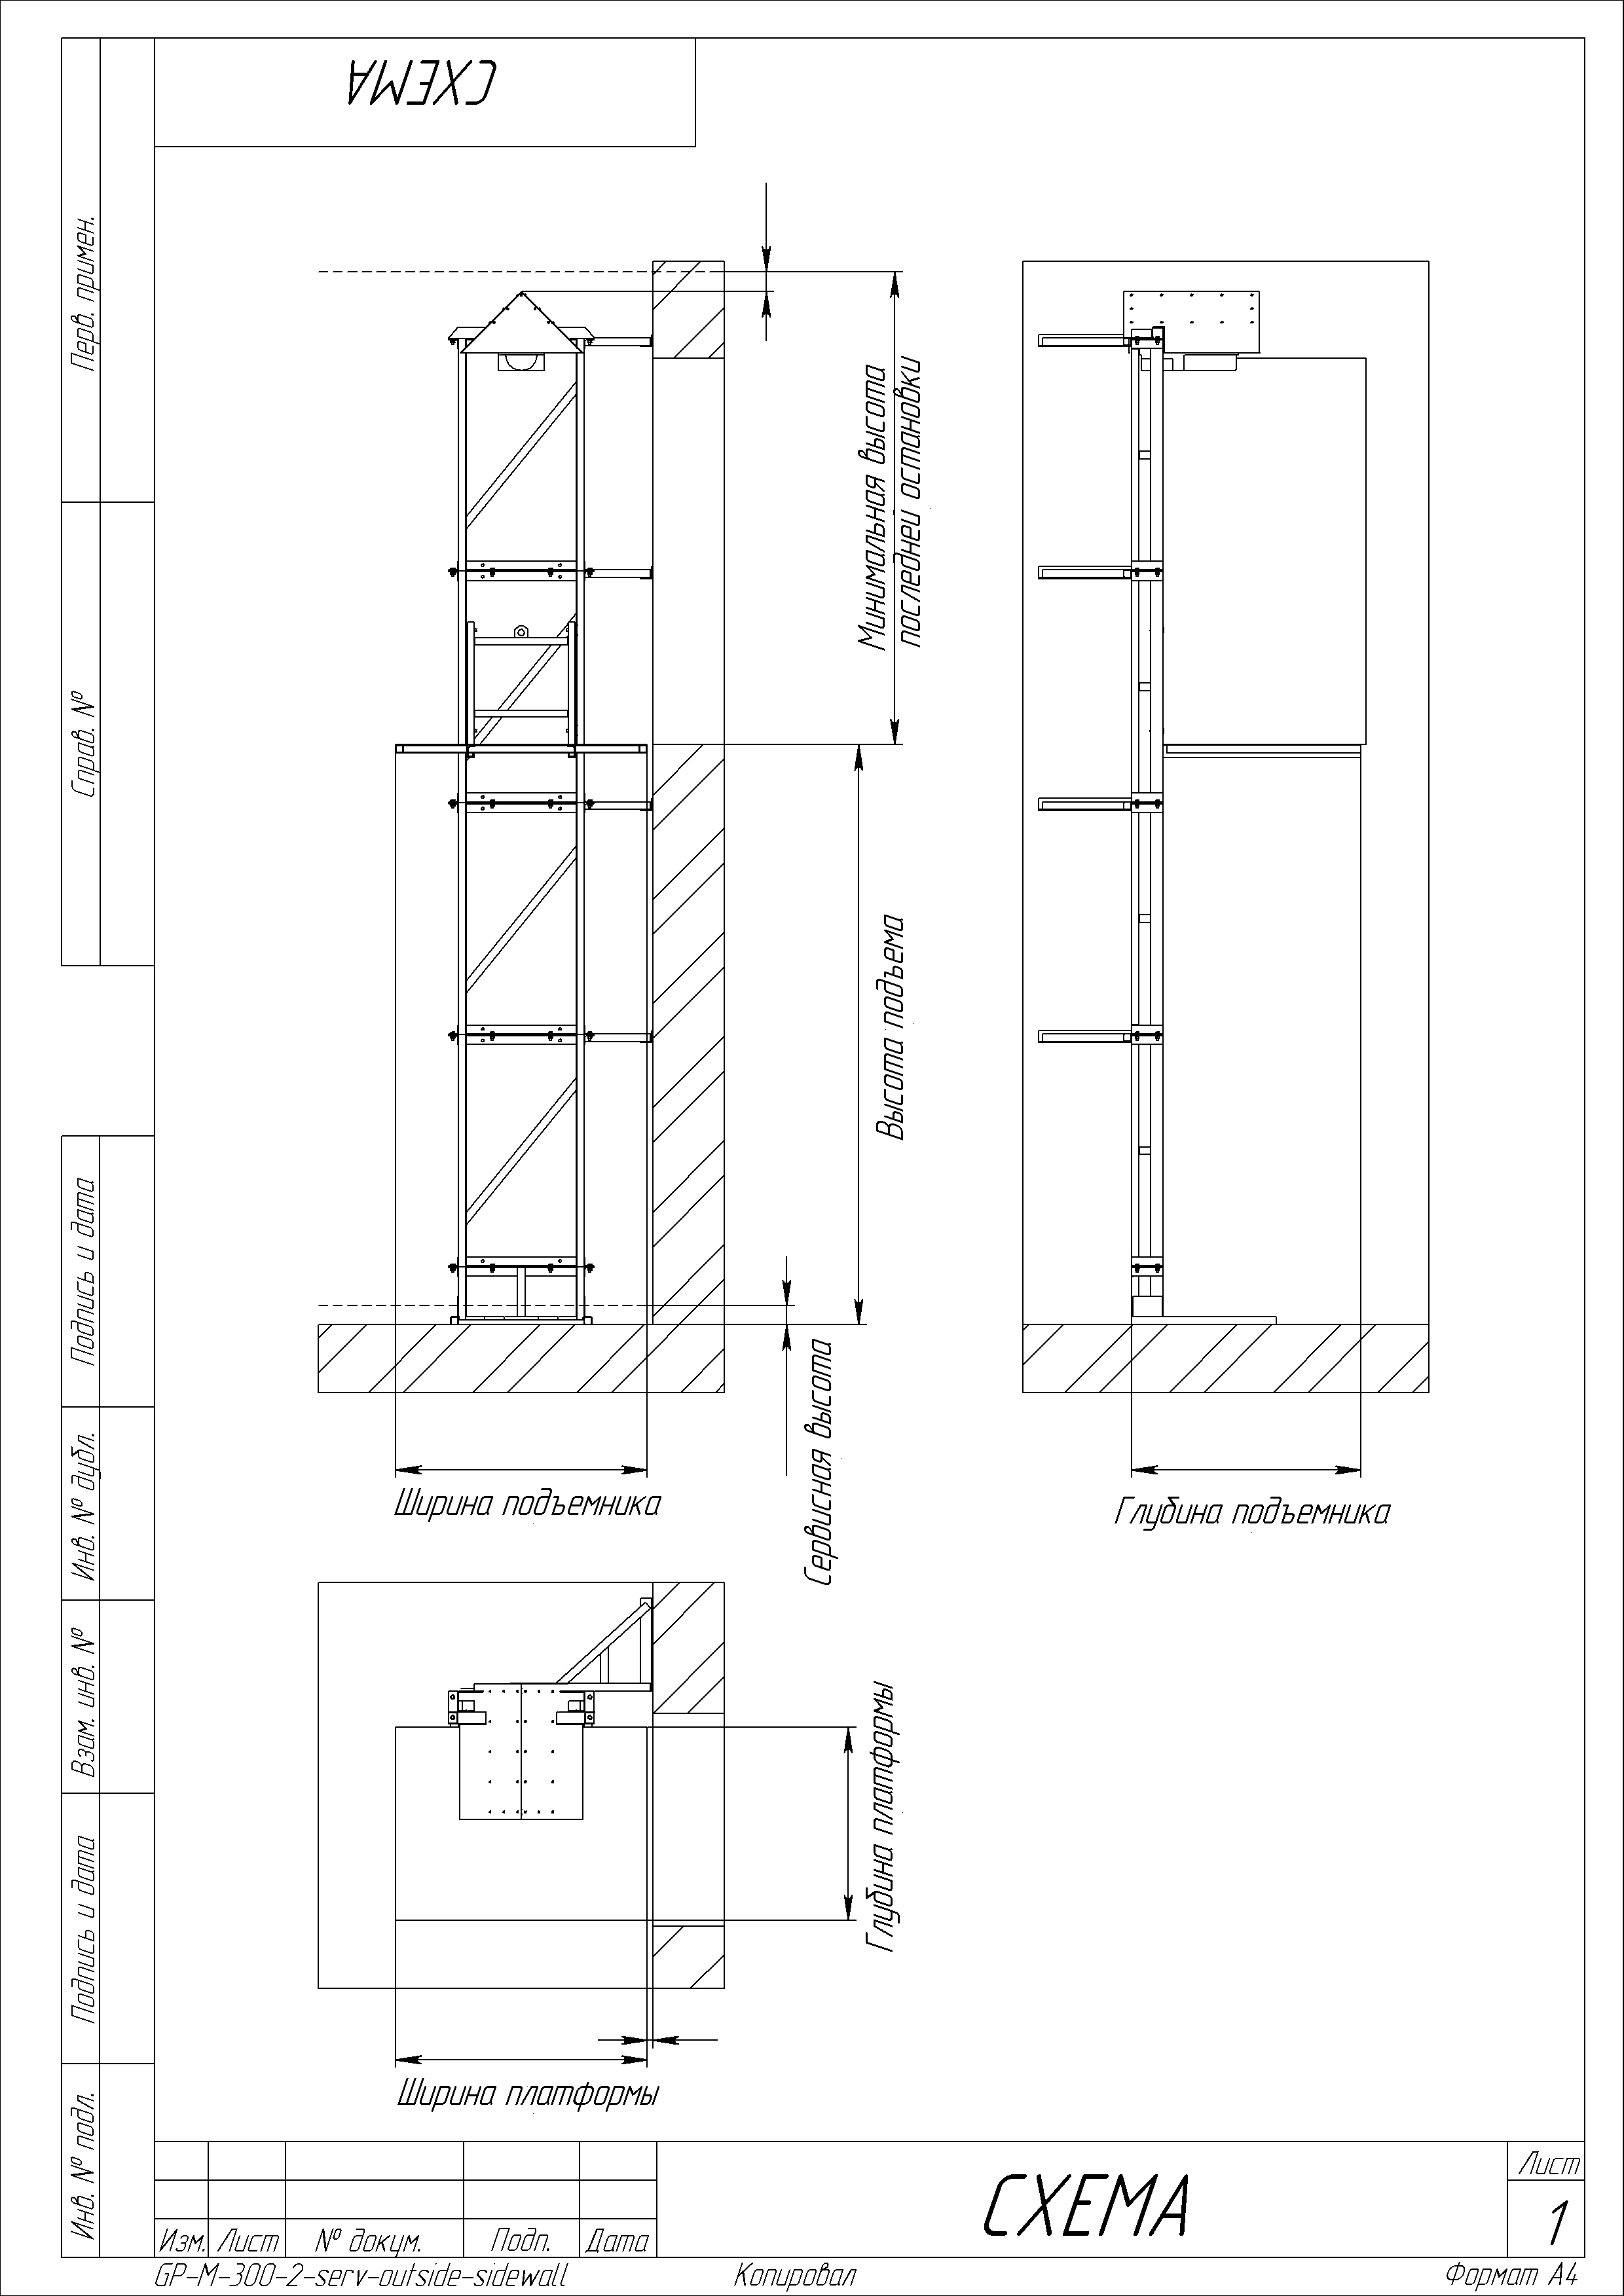 СХЕМА
Перв. примен.
Справ. №
Подпись и дата
Инв. № дубл.
Взам. инв. №
Подпись и дата
Инв. № подл.
Минимальная высота
последней остановки
Высота подъема
Сервисная высота
Ширина подъемника
Глубина подъемника
Глубина платформы
Ширина платформы
Изм. Лист № докум. Подп. Дата
СХЕМА
Лист
1
GP-M-300-2-serv-outside-sidewall Копировал Формат А4